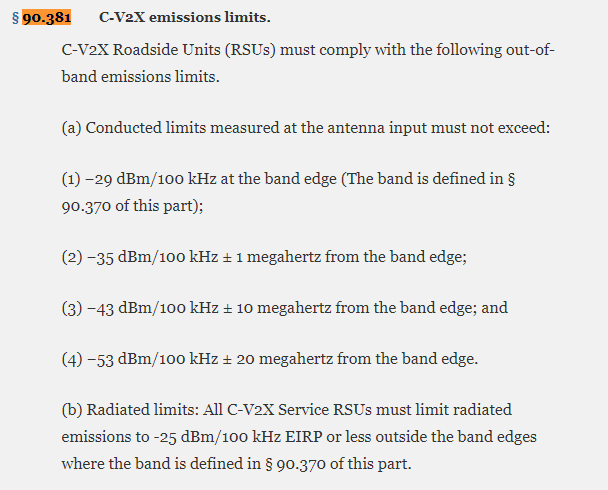 § 90.381 C-V2X emissions limits.
C-V2X Roadside Units (RSUs) must comply with the following out-of-
band emissions limits.
(a) Conducted limits measured at the antenna input must not exceed:
(1) −29 dBm/100 kHz at the band edge (The band is defined in §
90.370 of this part);
(2) −35 dBm/100 kHz ± 1 megahertz from the band edge;
(3) −43 dBm/100 kHz ± 10 megahertz from the band edge; and
(4) −53 dBm/100 kHz ± 20 megahertz from the band edge.
(b) Radiated limits: All C-V2X Service RSUs must limit radiated
emissions to -25 dBm/100 kHz EIRP or less outside the band edges
where the band is defined in § 90.370 of this part.